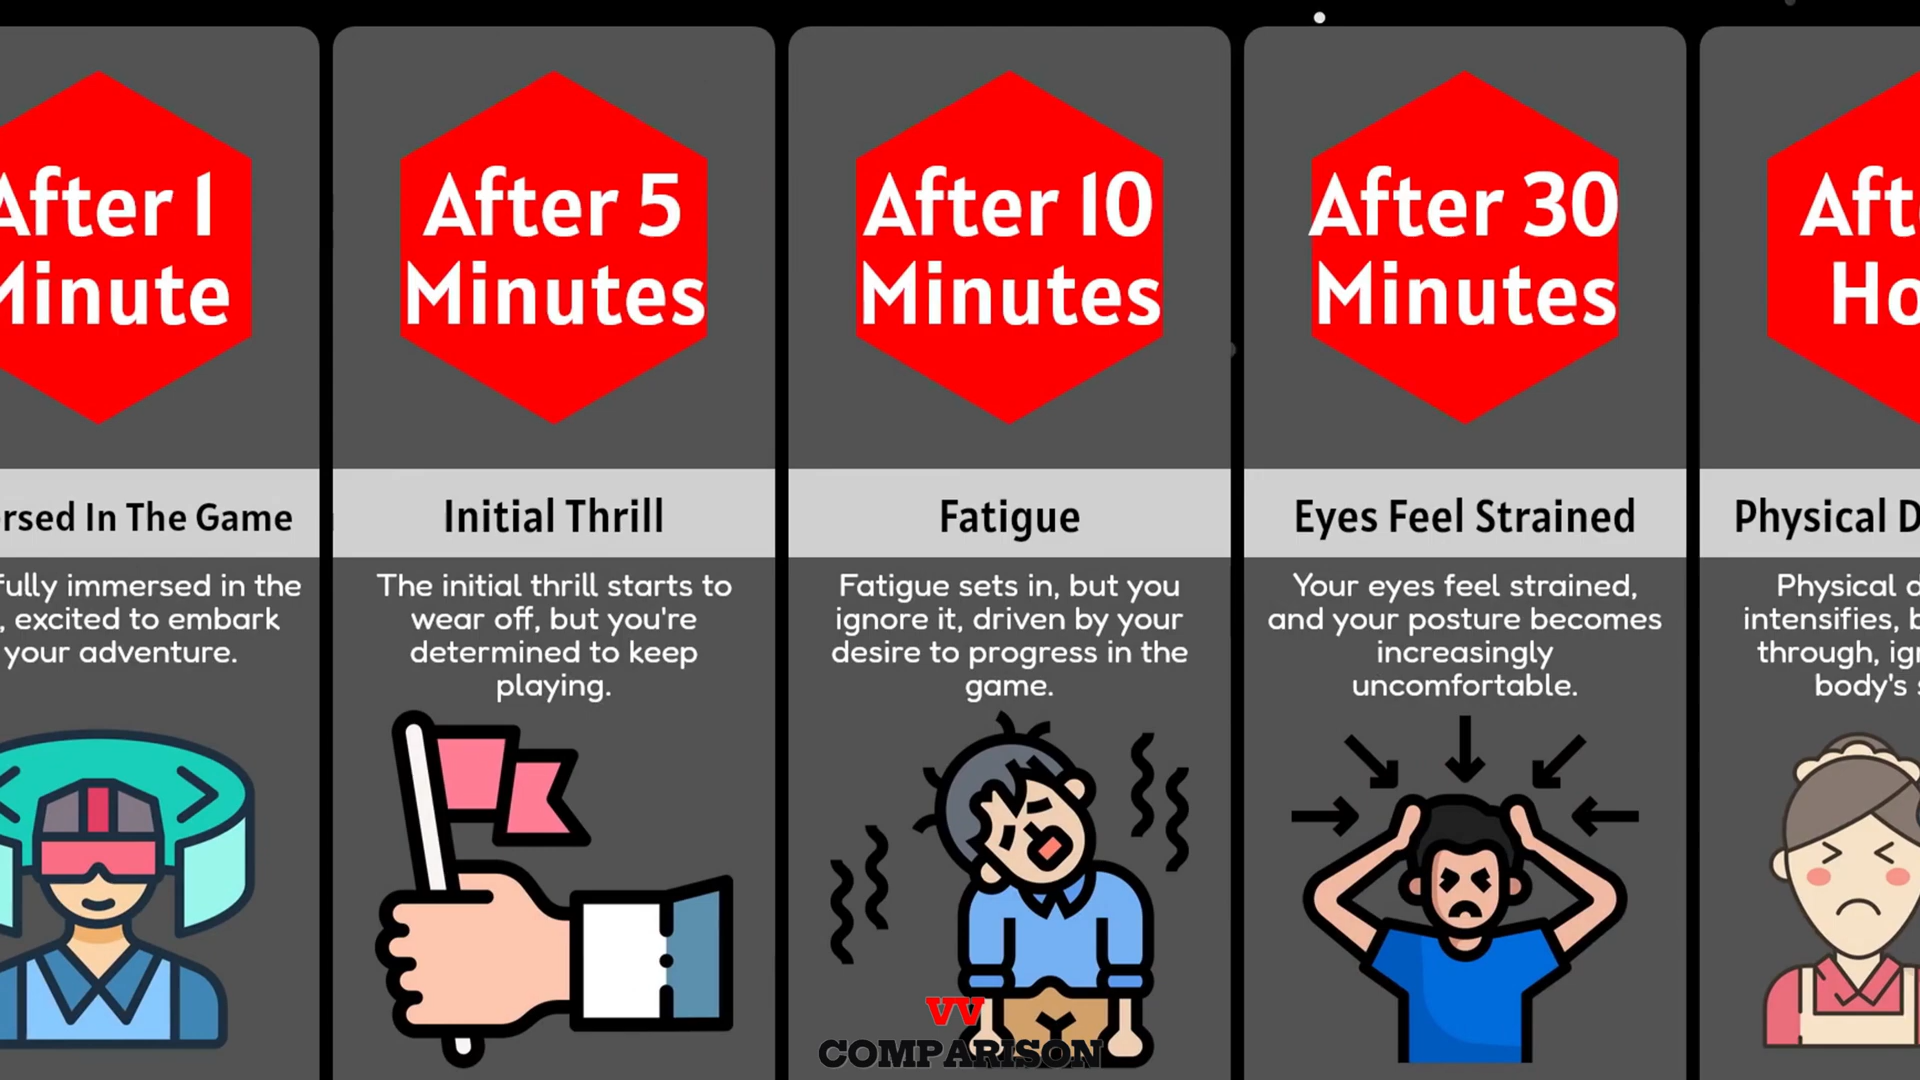 After 1
Minute
rsed In The Game
fully immersed in the
, excited to embark
your adventure.
After 5
Minutes
Initial Thrill
The initial thrill starts to
wear off, but you're
determined to keep
playing.
After 10
Minutes
Fatigue
Fatigue sets in, but you
ignore it, driven by your
desire to progress in the
game.
After 30
Minutes
Eyes Feel Strained
Your eyes feel strained,
and your posture becomes
increasingly
uncomfortable.
Aft
Ho
Physical D
Physical d
intensifies, b
through, ign
body's s
VV
COMPARISON